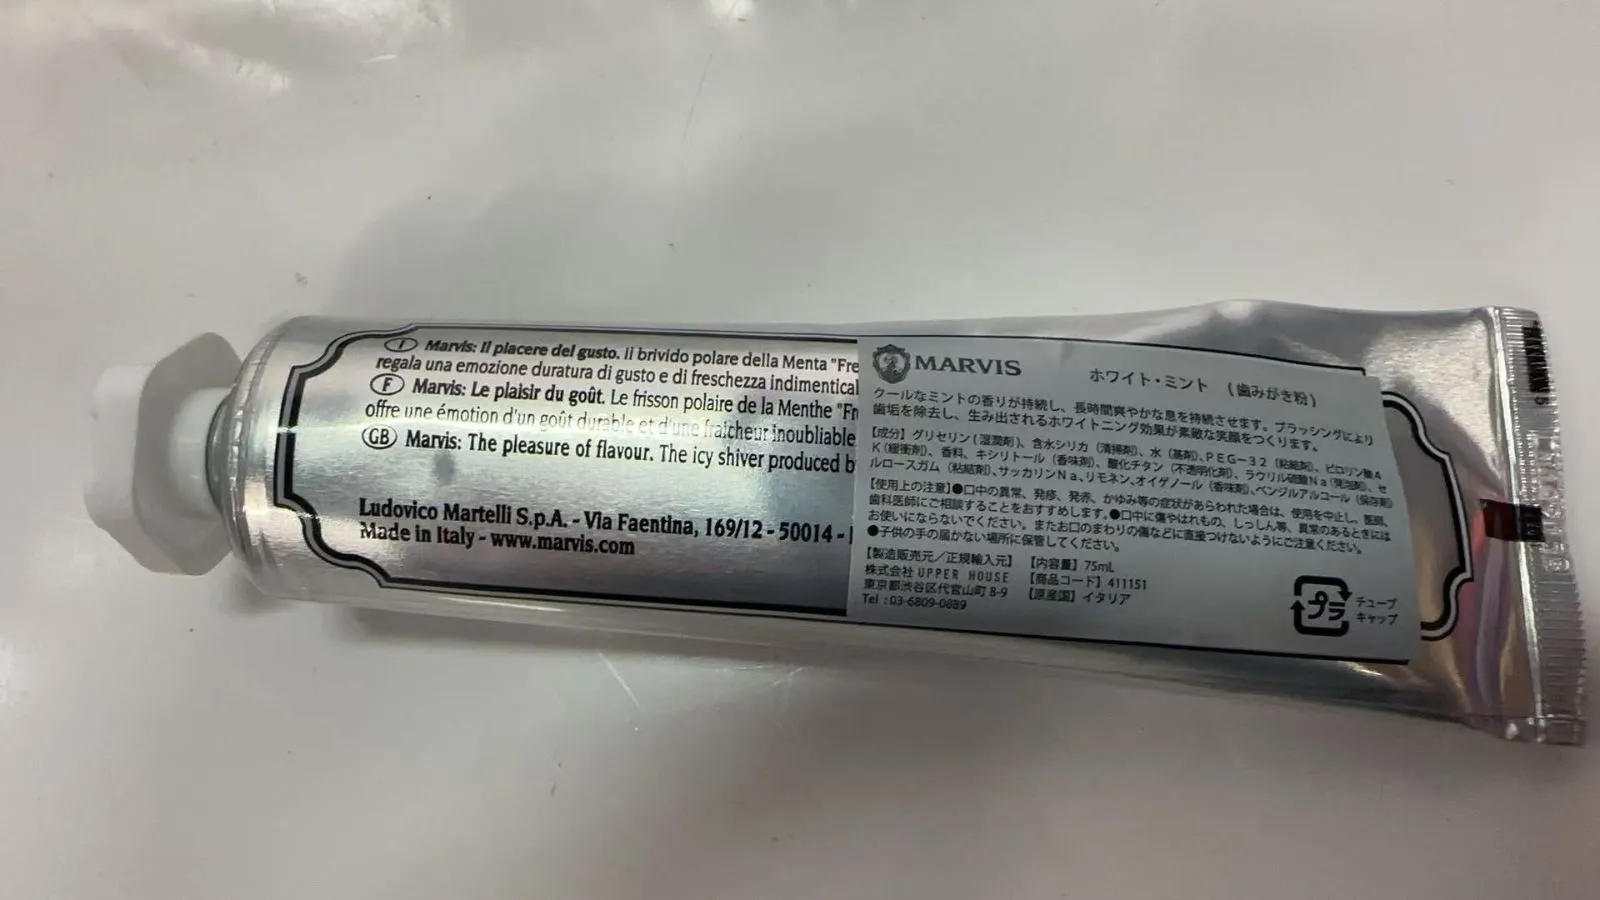 I Marvis: Il piacere del gusto. Il brivido polare della Menta "Fre
regala una emozione duratura di gusto e di freschezza indimentical
F Marvis: Le plaisir du goût. Le frisson polaire de la Menthe "Fr
offre une émotion d'un goût durable et d'une fraîcheur inoubliable
GB Marvis: The pleasure of flavour. The icy shiver produced b
Ludovico Martelli S.p.A. - Via Faentina, 169/12 - 50014 -
Made in Italy - www.marvis.com
MARVIS
ホワイト・ミント (歯みがき粉)
クールなミントの香りが持続し、長時間爽やかな息を持続させます。ブラッシングにより
歯垢を除去し、生み出されるホワイトニング効果が素敵な笑顔をつくります。
【成分】グリセリン(湿潤剤)、含水シリカ(清掃剤)、水(基剤)、PEG-32(粘結剤)、ピロリン酸4
K(緩衝剤)、香料、キシリトール(香味剤)、酸化チタン(不透明化剤)、ラウリル硫酸Na(発泡剤)、セ
ルロースガム(粘結剤)、サッカリンNa、リモネン、オイゲノール(香味剤)、ベンジルアルコール(保存剤)
【使用上の注意】●口中の異常、発疹、発赤、かゆみ等の症状があらわれた場合は、使用を中止し、医師、
歯科医師にご相談することをおすすめします。●口中に傷やはれもの、しっしん等、異常のあるときには
お使いにならないでください。またお口のまわりの傷などに直接つけないようにご注意ください。
●子供の手の届かない場所に保管してください。
【製造販売元/正規輸入元】
株式会社 UPPER HOUSE
東京都渋谷区代官山町 8-9
Tel : 03-6809-0889
【内容量】75mL
【商品コード】411151
【原産国】イタリア
プラ
チューブ
キャップ